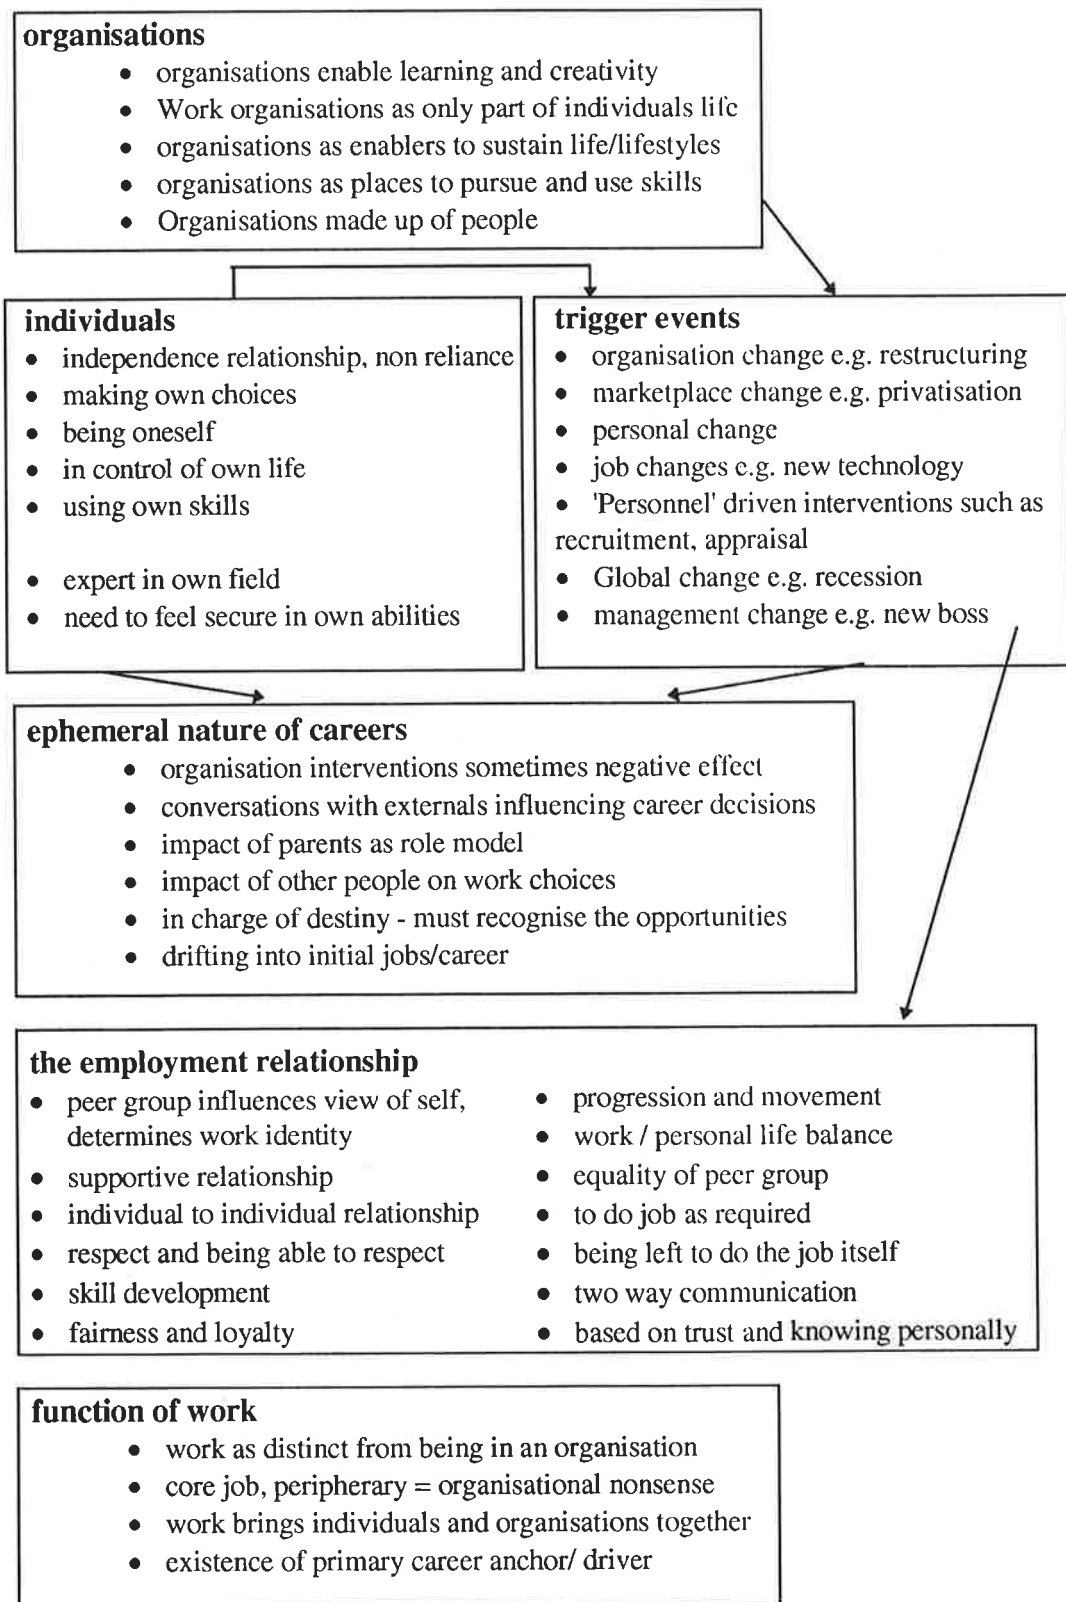 organisations
• organisations enable learning and creativity
• Work organisations as only part of individuals life
• organisations as enablers to sustain life/lifestyles
• organisations as places to pursue and use skills
• Organisations made up of people
individuals
• independence relationship, non reliance
• making own choices
• being oneself
• in control of own life
• using own skills
• expert in own field
• need to feel secure in own abilities
trigger events
• organisation change e.g. restructuring
• marketplace change e.g. privatisation
• personal change
• job changes e.g. new technology
• 'Personnel' driven interventions such as
recruitment, appraisal
• Global change e.g. recession
• management change e.g. new boss
ephemeral nature of careers
• organisation interventions sometimes negative effect
• conversations with externals influencing career decisions
• impact of parents as role model
• impact of other people on work choices
• in charge of destiny - must recognise the opportunities
• drifting into initial jobs/career
the employment relationship
• peer group influences view of self,
determines work identity
• supportive relationship
• individual to individual relationship
• respect and being able to respect
• skill development
• fairness and loyalty
• progression and movement
• work / personal life balance
• equality of peer group
• to do job as required
• being left to do the job itself
• two way communication
• based on trust and knowing personally
function of work
• work as distinct from being in an organisation
• core job, peripherary = organisational nonsense
• work brings individuals and organisations together
• existence of primary career anchor/ driver